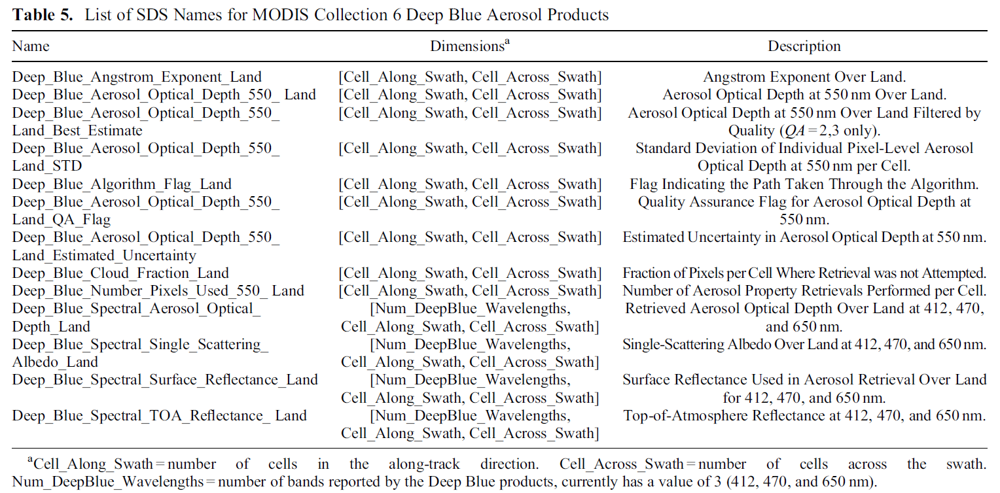 Table 5. List of SDS Names for MODIS Collection 6 Deep Blue Aerosol Products
Name Dimensionsᵃ Description
Deep_Blue_Angstrom_Exponent_Land [Cell_Along_Swath, Cell_Across_Swath] Angstrom Exponent Over Land.
Deep_Blue_Aerosol_Optical_Depth_550_ Land [Cell_Along_Swath, Cell_Across_Swath] Aerosol Optical Depth at 550 nm Over Land.
Deep_Blue_Aerosol_Optical_Depth_550_ [Cell_Along_Swath, Cell_Across_Swath] Aerosol Optical Depth at 550 nm Over Land Filtered by
Land_Best_Estimate Quality (QA = 2,3 only).
Deep_Blue_Aerosol_Optical_Depth_550_ [Cell_Along_Swath, Cell_Across_Swath] Standard Deviation of Individual Pixel-Level Aerosol
Land_STD Optical Depth at 550 nm per Cell.
Deep_Blue_Algorithm_Flag_Land [Cell_Along_Swath, Cell_Across_Swath] Flag Indicating the Path Taken Through the Algorithm.
Deep_Blue_Aerosol_Optical_Depth_550_ [Cell_Along_Swath, Cell_Across_Swath] Quality Assurance Flag for Aerosol Optical Depth at
Land_QA_Flag 550 nm.
Deep_Blue_Aerosol_Optical_Depth_550_ [Cell_Along_Swath, Cell_Across_Swath] Estimated Uncertainty in Aerosol Optical Depth at 550 nm.
Land_Estimated_Uncertainty
Deep_Blue_Cloud_Fraction_Land [Cell_Along_Swath, Cell_Across_Swath] Fraction of Pixels per Cell Where Retrieval was not Attempted.
Deep_Blue_Number_Pixels_Used_550_ Land [Cell_Along_Swath, Cell_Across_Swath] Number of Aerosol Property Retrievals Performed per Cell.
Deep_Blue_Spectral_Aerosol_Optical_ [Num_DeepBlue_Wavelengths, Retrieved Aerosol Optical Depth Over Land at 412, 470,
Depth_Land Cell_Along_Swath, Cell_Across_Swath] and 650 nm.
Deep_Blue_Spectral_Single_Scattering_ [Num_DeepBlue_Wavelengths, Single-Scattering Albedo Over Land at 412, 470, and 650 nm.
Albedo_Land Cell_Along_Swath, Cell_Across_Swath]
Deep_Blue_Spectral_Surface_Reflectance_Land [Num_DeepBlue_Wavelengths, Surface Reflectance Used in Aerosol Retrieval Over Land
Cell_Along_Swath, Cell_Across_Swath] for 412, 470, and 650 nm.
Deep_Blue_Spectral_TOA_Reflectance_ Land [Num_DeepBlue_Wavelengths, Top-of-Atmosphere Reflectance at 412, 470, and 650 nm.
Cell_Along_Swath, Cell_Across_Swath]
ᵃCell_Along_Swath = number of cells in the along-track direction. Cell_Across_Swath = number of cells across the swath.
Num_DeepBlue_Wavelengths = number of bands reported by the Deep Blue products, currently has a value of 3 (412, 470, and 650 nm).